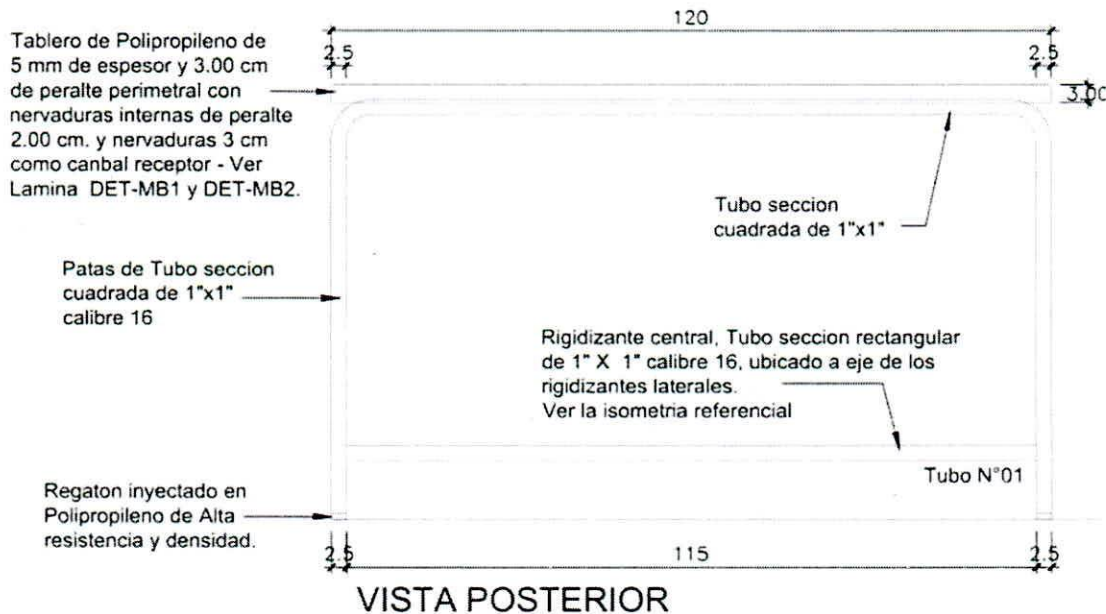 120
2.5
2.5
Tablero de Polipropileno de
5 mm de espesor y 3.00 cm
de peralte perimetral con
nervaduras internas de peralte
2.00 cm. y nervaduras 3 cm
como canbal receptor - Ver
Lamina DET-MB1 y DET-MB2.
3.00
Tubo seccion
cuadrada de 1"x1"
Patas de Tubo seccion
cuadrada de 1"x1"
calibre 16
Rigidizante central, Tubo seccion rectangular
de 1" X 1" calibre 16, ubicado a eje de los
rigidizantes laterales.
Ver la isometria referencial
Tubo N°01
Regaton inyectado en
Polipropileno de Alta
resistencia y densidad.
2.5
115
2.5
VISTA POSTERIOR